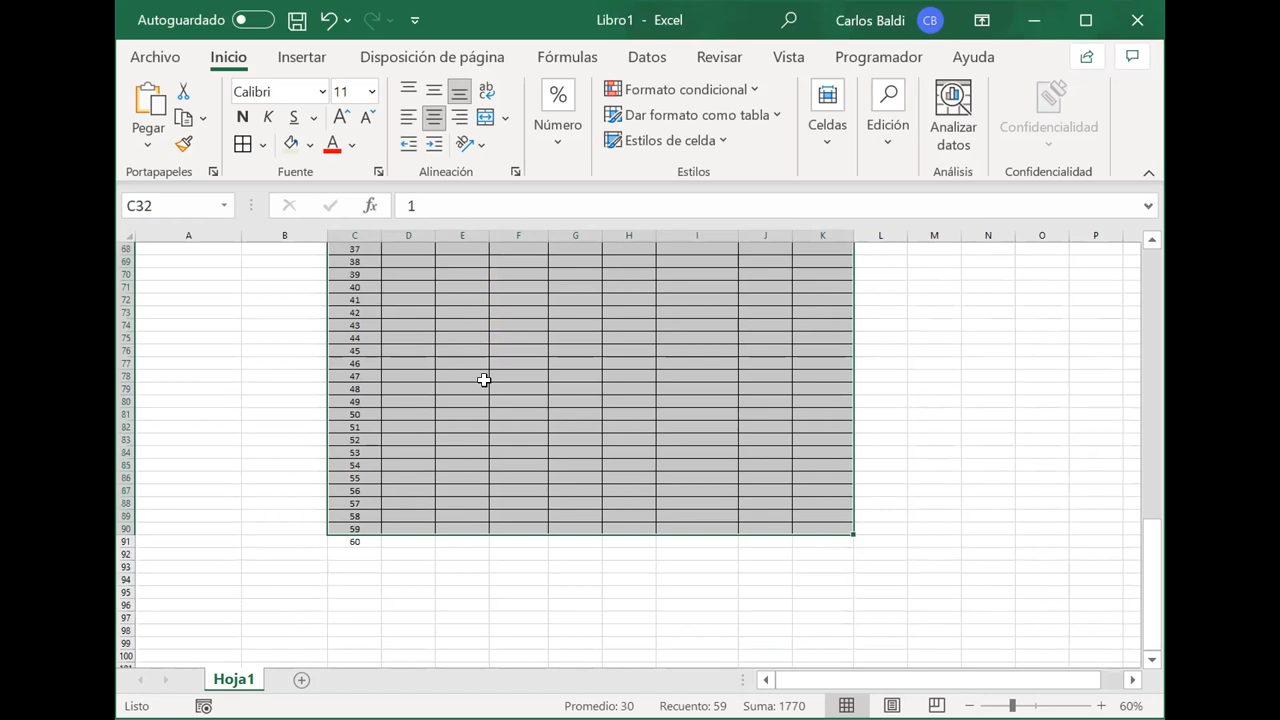 Autoguardado
Libro1 - Excel
Carlos Baldi
CB
Archivo Inicio Insertar Disposición de página Fórmulas Datos Revisar Vista Programador Ayuda
Pegar
Portapapeles
Calibri 11
N K S
Fuente
Alineación
% Número
Formato condicional
Dar formato como tabla
Estilos de celda
Estilos
Celdas
Edición
Analizar datos
Análisis
Confidencialidad
Confidencialidad
C32 fx 1
A B C D E F G H I J K L M N O P
68 37
69 38
70 39
71 40
72 41
73 42
74 43
75 44
76 45
77 46
78 47
79 48
80 49
81 50
82 51
83 52
84 53
85 54
86 55
87 56
88 57
89 58
90 59
91 60
92
93
94
95
96
97
98
99
100
Hoja1
Listo Promedio: 30 Recuento: 59 Suma: 1770 60%